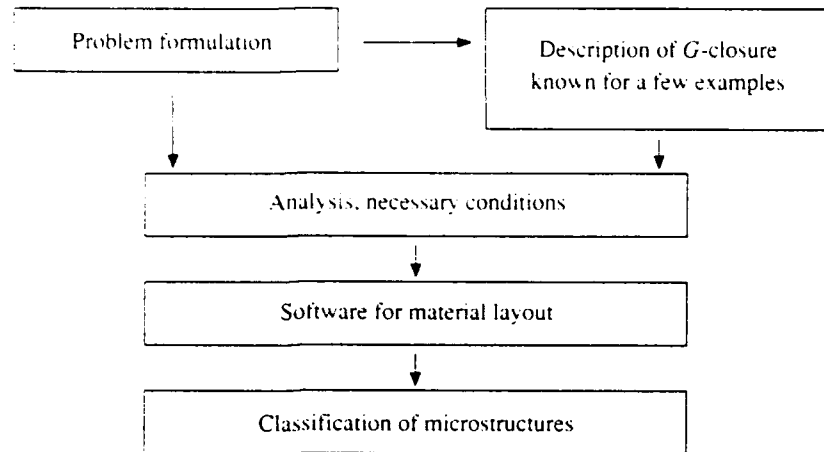 Problem formulation
Description of G-closure
known for a few examples
Analysis, necessary conditions
Software for material layout
Classification of microstructures